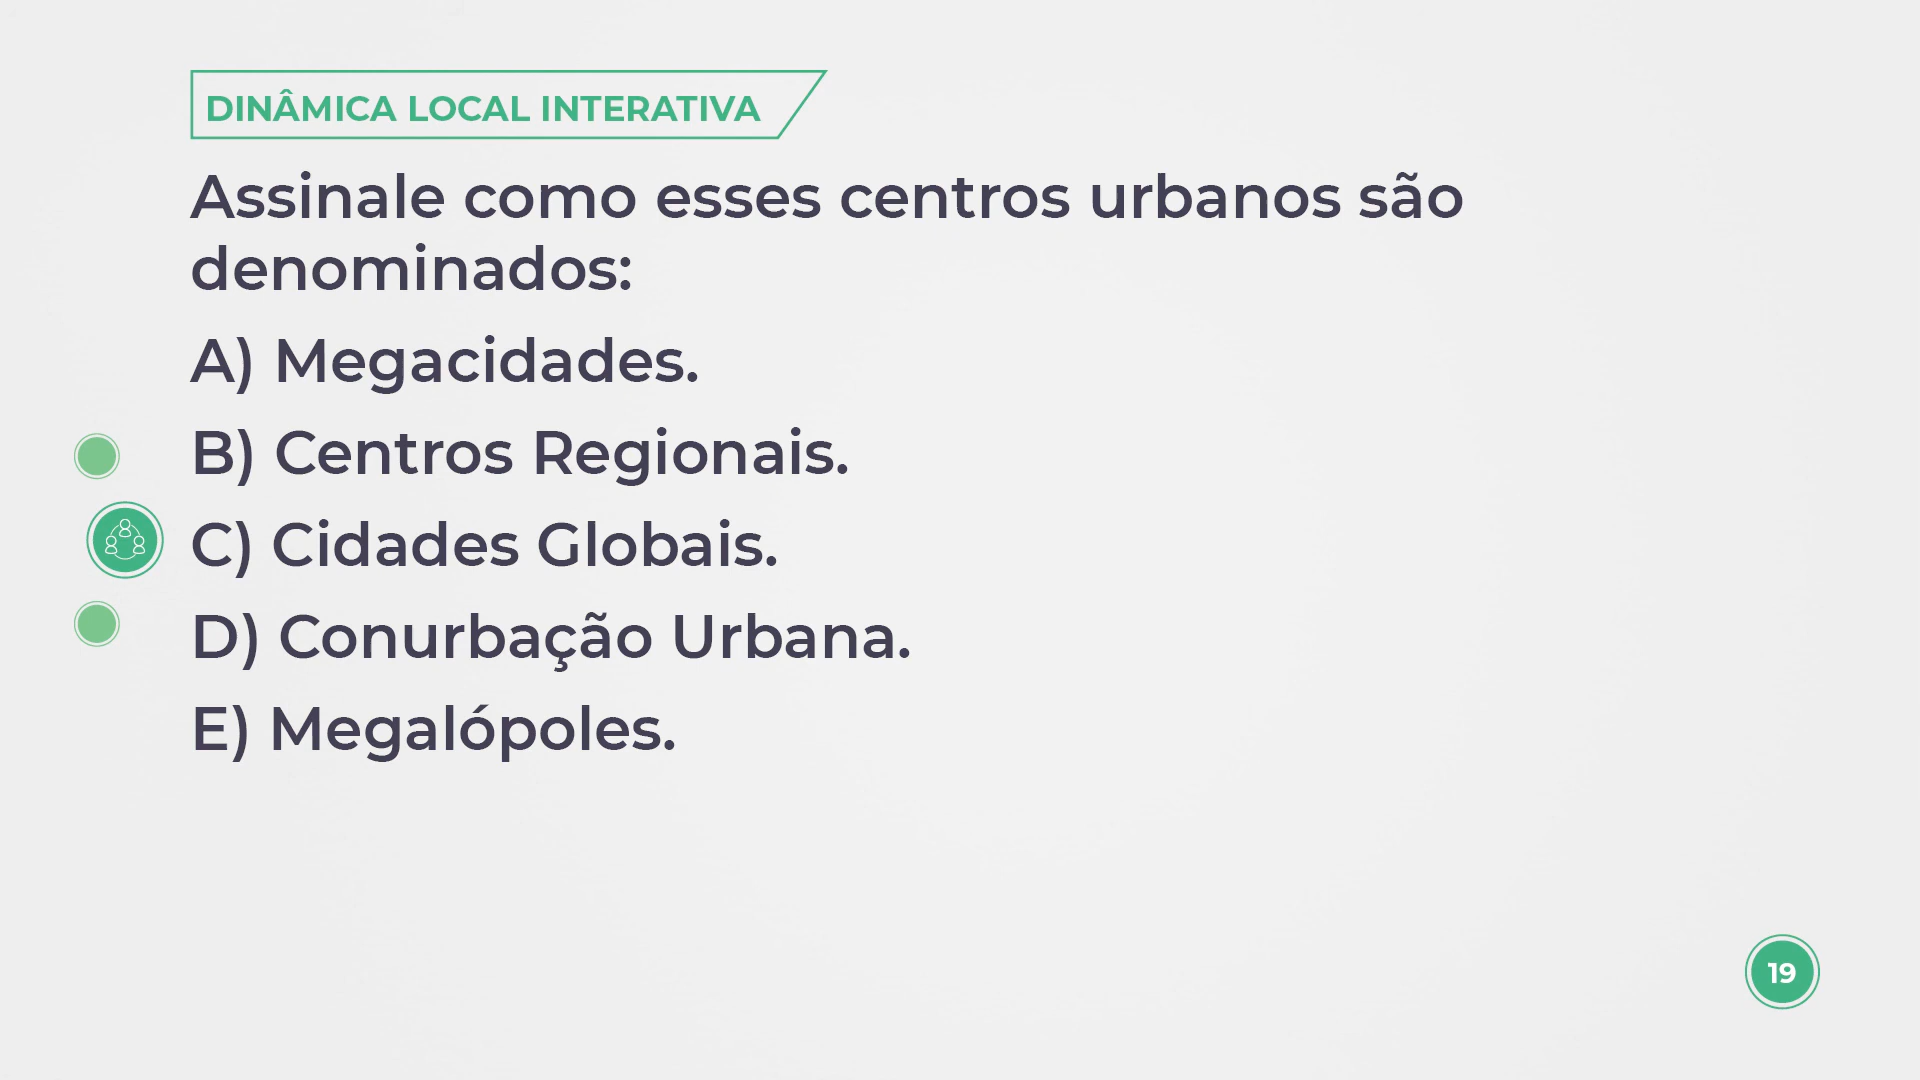 DINÂMICA LOCAL INTERATIVA
Assinale como esses centros urbanos são
denominados:
A) Megacidades.
B) Centros Regionais.
C) Cidades Globais.
D) Conurbação Urbana.
E) Megalópoles.
19